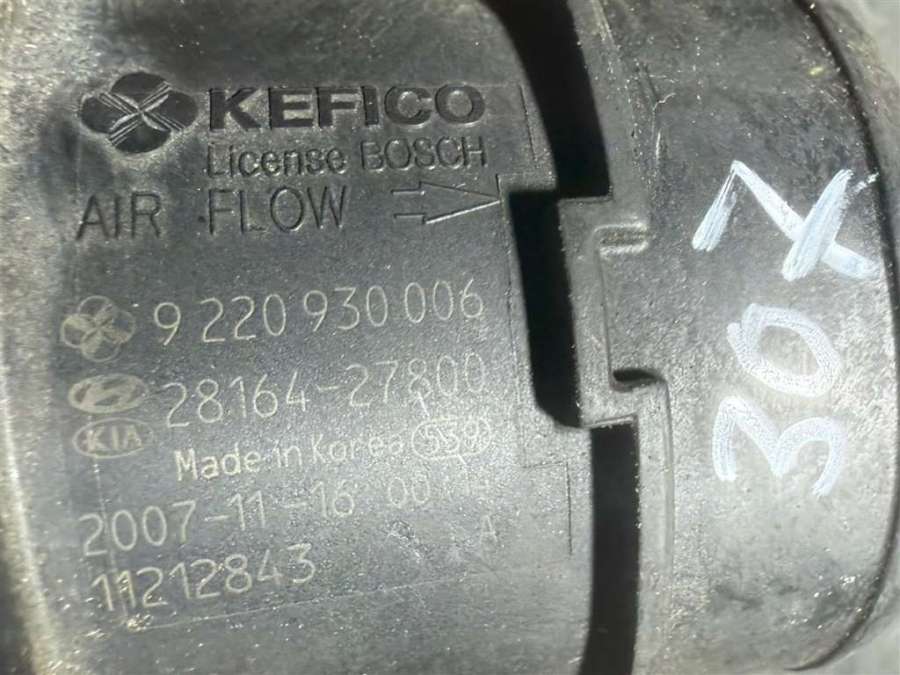 KEFICO
License BOSCH
AIR FLOW
9 220 930 006
28164-27800
KIA
Made in Korea
2007-11-16
A
11212843
30X